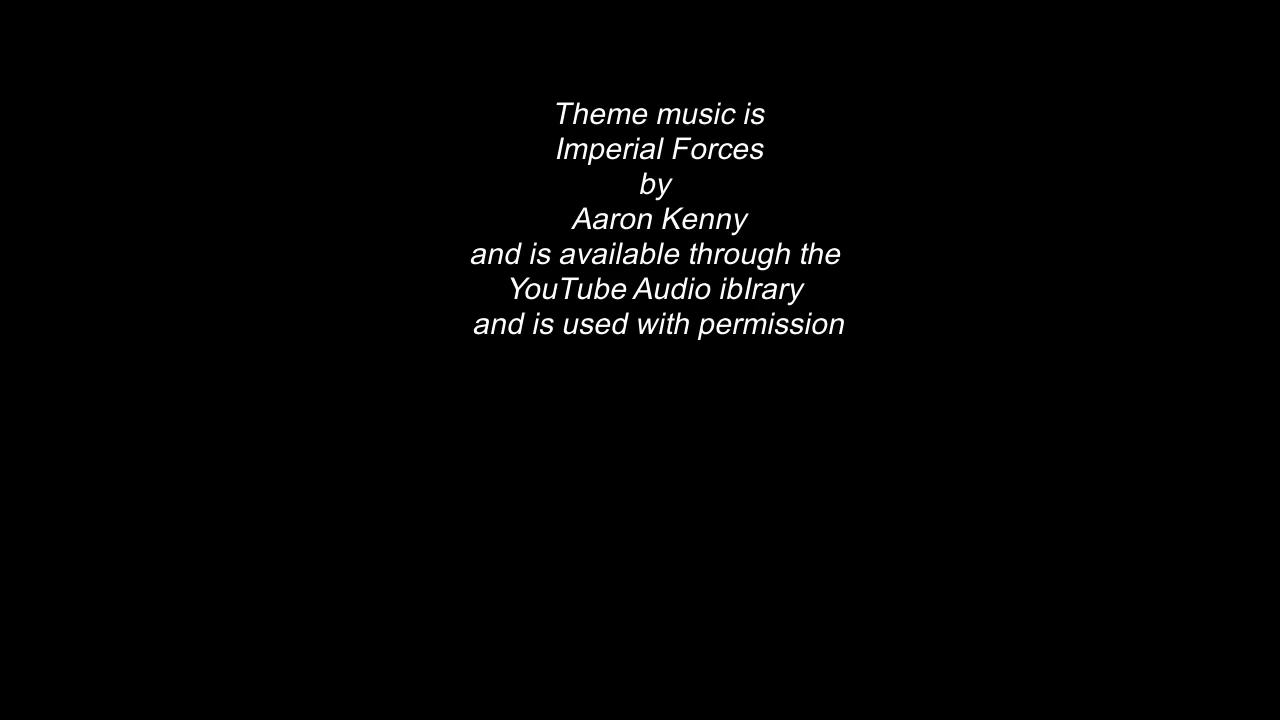 Theme music is
Imperial Forces
by
Aaron Kenny
and is available through the
YouTube Audio ibIrary
and is used with permission